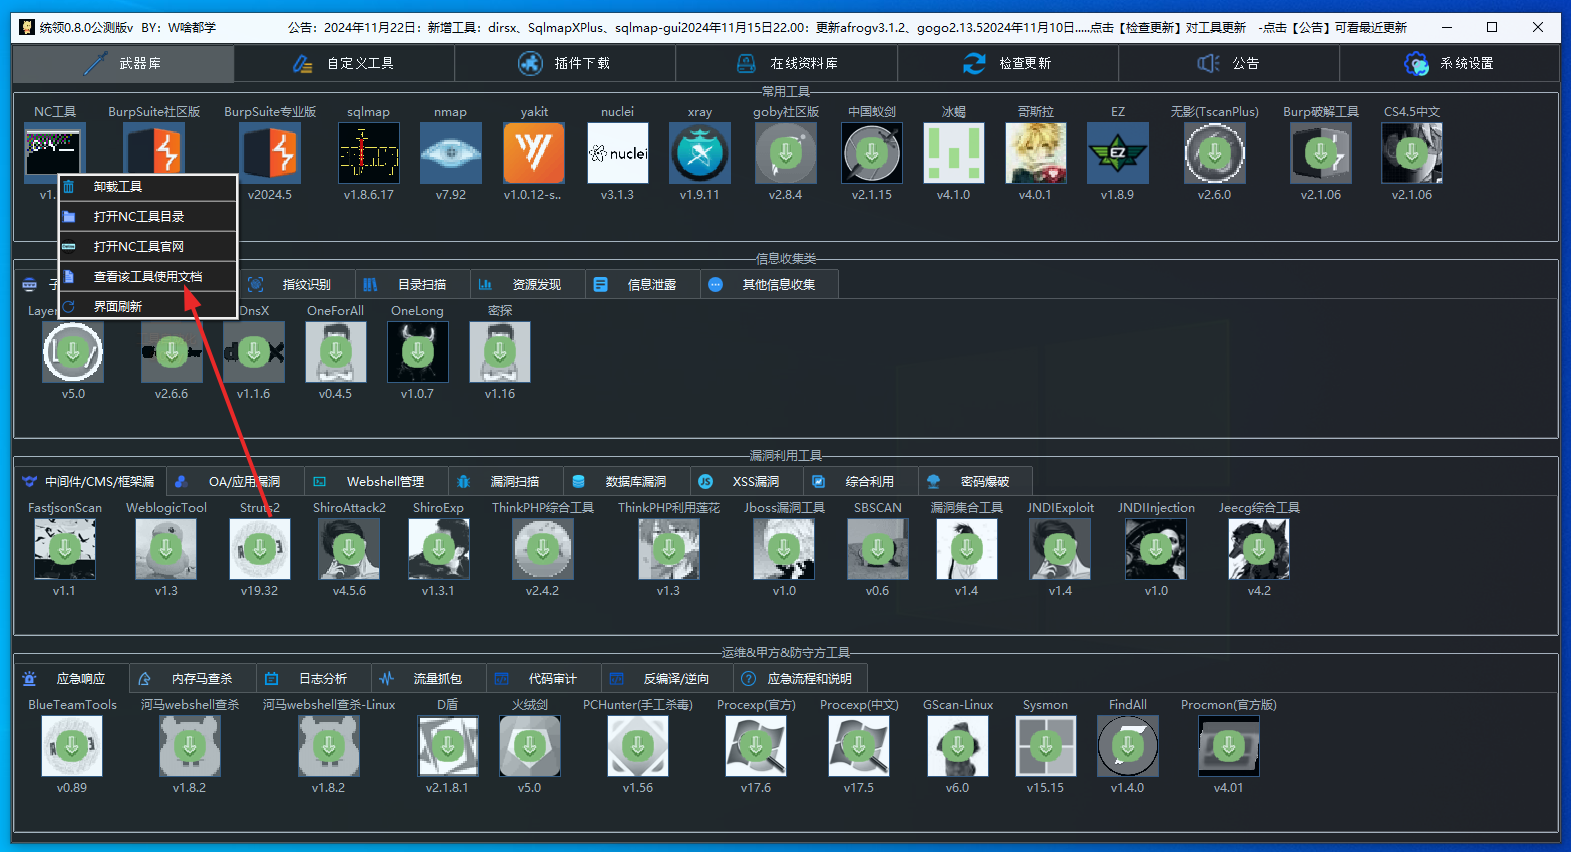 统领0.8.0公测版v BY：W啥都学
公告：2024年11月22日：新增工具：dirsx、SqlmapXPlus、sqlmap-gui2024年11月15日22.00：更新afrogv3.1.2、gogo2.13.52024年11月10日.....点击【检查更新】对工具更新 -点击【公告】可看最近更新
武器库 自定义工具 插件下载 在线资料库 检查更新 公告 系统设置
常用工具
NC工具 BurpSuite社区版 BurpSuite专业版 sqlmap nmap yakit nuclei xray goby社区版 中国蚁剑 冰蝎 哥斯拉 EZ 无影(TscanPlus) Burp破解工具 CS4.5中文
nuclei
EZ
v1. v2024.5 v1.8.6.17 v7.92 v1.0.12-s.. v3.1.3 v1.9.11 v2.8.4 v2.1.15 v4.1.0 v4.0.1 v1.8.9 v2.6.0 v2.1.06 v2.1.06
卸载工具
打开NC工具目录
打开NC工具官网
查看该工具使用文档
界面刷新
信息收集类
子 指纹识别 目录扫描 资源发现 信息泄露 其他信息收集
Layer DnsX OneForAll OneLong 密探
v5.0 v2.6.6 v1.1.6 v0.4.5 v1.0.7 v1.16
漏洞利用工具
中间件/CMS/框架漏 OA/应用漏洞 Webshell管理 漏洞扫描 数据库漏洞 XSS漏洞 综合利用 密码爆破
FastjsonScan WeblogicTool Struts2 ShiroAttack2 ShiroExp ThinkPHP综合工具 ThinkPHP利用莲花 Jboss漏洞工具 SBSCAN 漏洞集合工具 JNDIExploit JNDIInjection Jeecg综合工具
v1.1 v1.3 v19.32 v4.5.6 v1.3.1 v2.4.2 v1.3 v1.0 v0.6 v1.4 v1.4 v1.0 v4.2
运维&甲方&防守方工具
应急响应 内存马查杀 日志分析 流量抓包 代码审计 反编译/逆向 应急流程和说明
BlueTeamTools 河马webshell查杀 河马webshell查杀-Linux D盾 火绒剑 PCHunter(手工杀毒) Procexp(官方) Procexp(中文) GScan-Linux Sysmon FindAll Procmon(官方版)
v0.89 v1.8.2 v1.8.2 v2.1.8.1 v5.0 v1.56 v17.6 v17.5 v6.0 v15.15 v1.4.0 v4.01